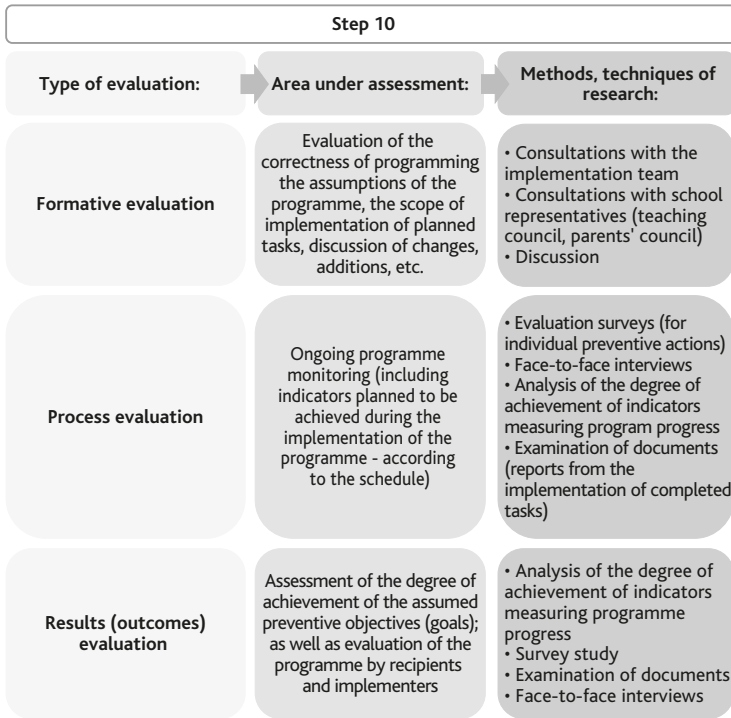 Step 10
Type of evaluation:
Area under assessment:
Methods, techniques of
research:
Formative evaluation
Evaluation of the
correctness of programming
the assumptions of the
programme, the scope of
implementation of planned
tasks, discussion of changes,
additions, etc.
• Consultations with the
implementation team
• Consultations with school
representatives (teaching
council, parents' council)
• Discussion
Process evaluation
Ongoing programme
monitoring (including
indicators planned to be
achieved during the
implementation of the
programme - according
to the schedule)
• Evaluation surveys (for
individual preventive actions)
• Face-to-face interviews
• Analysis of the degree of
achievement of indicators
measuring program progress
• Examination of documents
(reports from the
implementation of completed
tasks)
Results (outcomes)
evaluation
Assessment of the degree of
achievement of the assumed
preventive objectives (goals);
as well as evaluation of the
programme by recipients
and implementers
• Analysis of the degree of
achievement of indicators
measuring programme
progress
• Survey study
• Examination of documents
• Face-to-face interviews